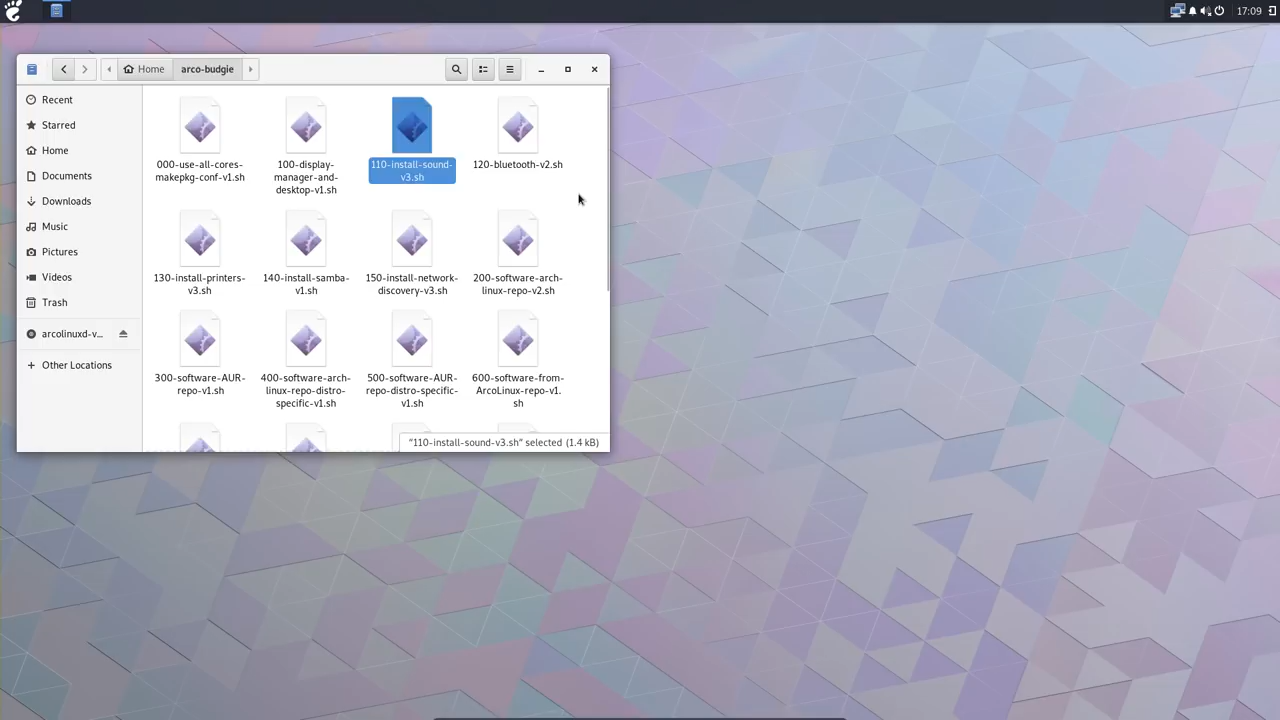 17:09
Home
arco-budgie
Recent
Starred
Home
Documents
Downloads
Music
Pictures
Videos
Trash
arcolinuxd-v...
Other Locations
000-use-all-cores-
makepkg-conf-v1.sh
100-display-
manager-and-
desktop-v1.sh
110-install-sound-
v3.sh
120-bluetooth-v2.sh
130-install-printers-
v3.sh
140-install-samba-
v1.sh
150-install-network-
discovery-v3.sh
200-software-arch-
linux-repo-v2.sh
300-software-AUR-
repo-v1.sh
400-software-arch-
linux-repo-distro-
specific-v1.sh
500-software-AUR-
repo-distro-specific-
v1.sh
600-software-from-
ArcoLinux-repo-v1.
sh
“110-install-sound-v3.sh” selected (1.4 kB)